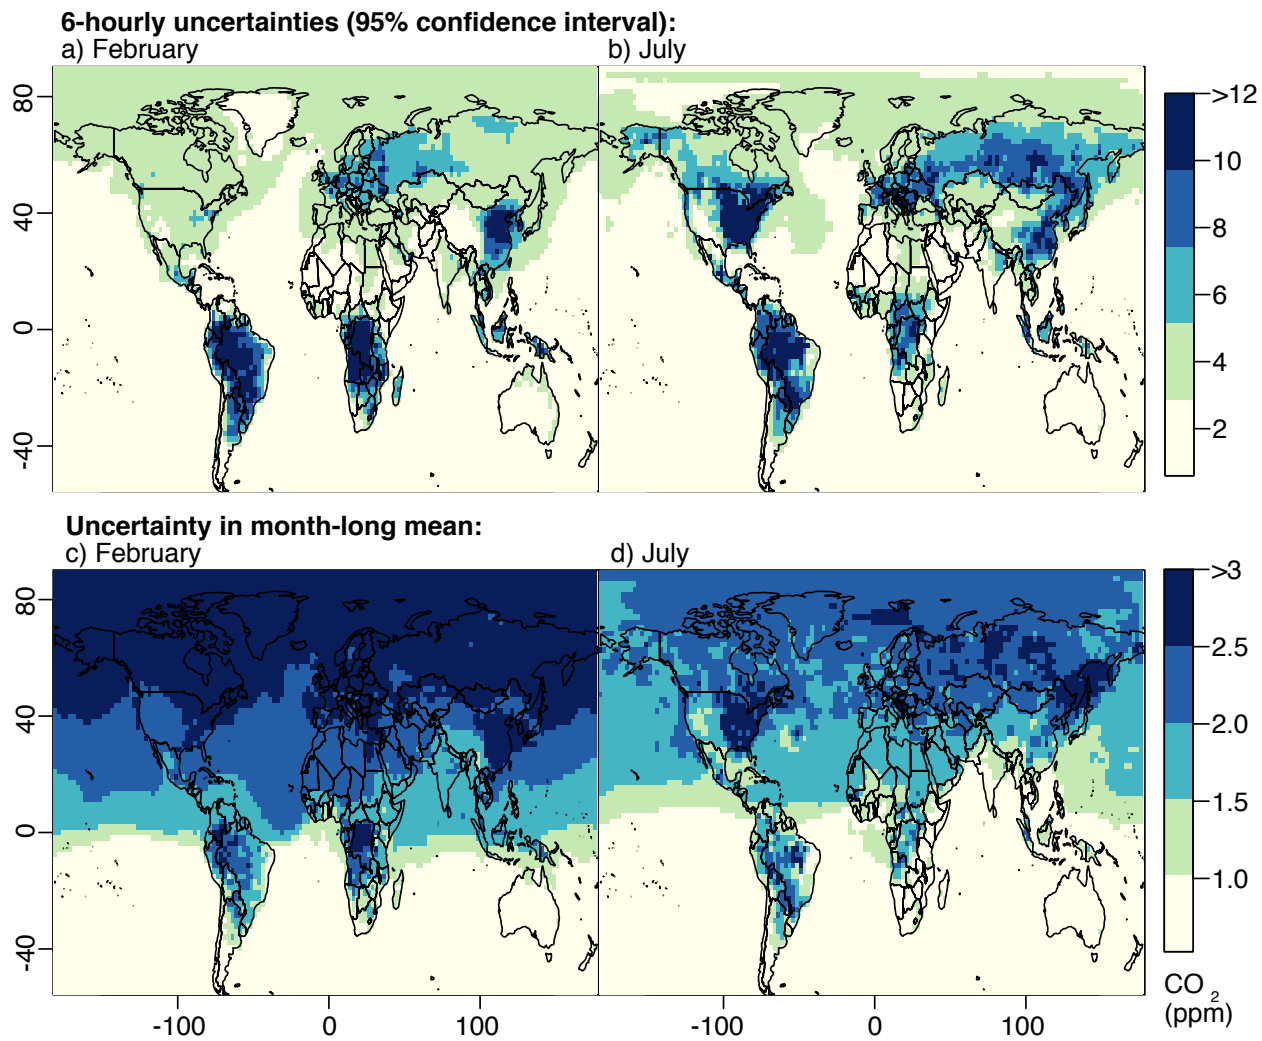 6-hourly uncertainties (95% confidence interval):
a) February
b) July
80
40
0
-40
>12
10
8
6
4
2
Uncertainty in month-long mean:
c) February
d) July
80
40
0
-40
>3
2.5
2.0
1.5
1.0
CO2
(ppm)
-100 0 100
-100 0 100